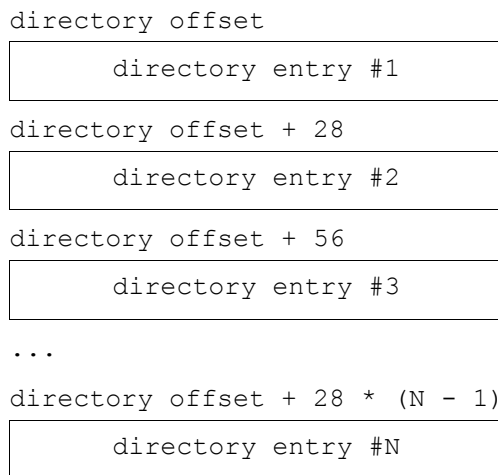 directory offset
directory entry #1
directory offset + 28
directory entry #2
directory offset + 56
directory entry #3
...
directory offset + 28 * (N - 1)
directory entry #N